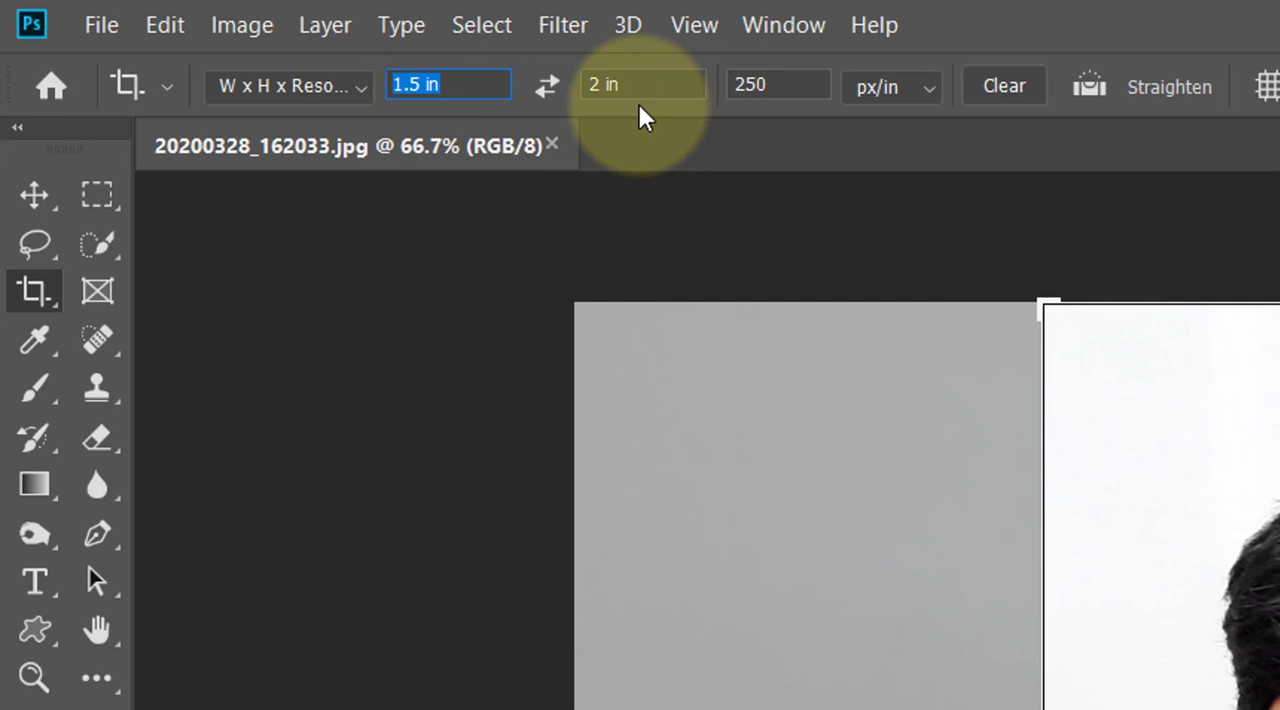 Ps File Edit Image Layer Type Select Filter 3D View Window Help
W x H x Reso... 1.5 in 2 in 250 px/in Clear Straighten
20200328_162033.jpg @ 66.7% (RGB/8)